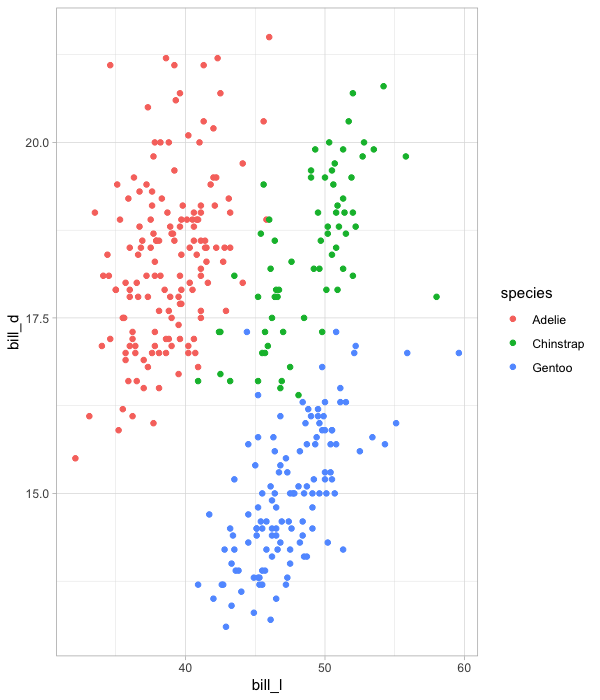 20.0
17.5
15.0
bill_d
40
50
60
bill_l
species
Adelie
Chinstrap
Gentoo